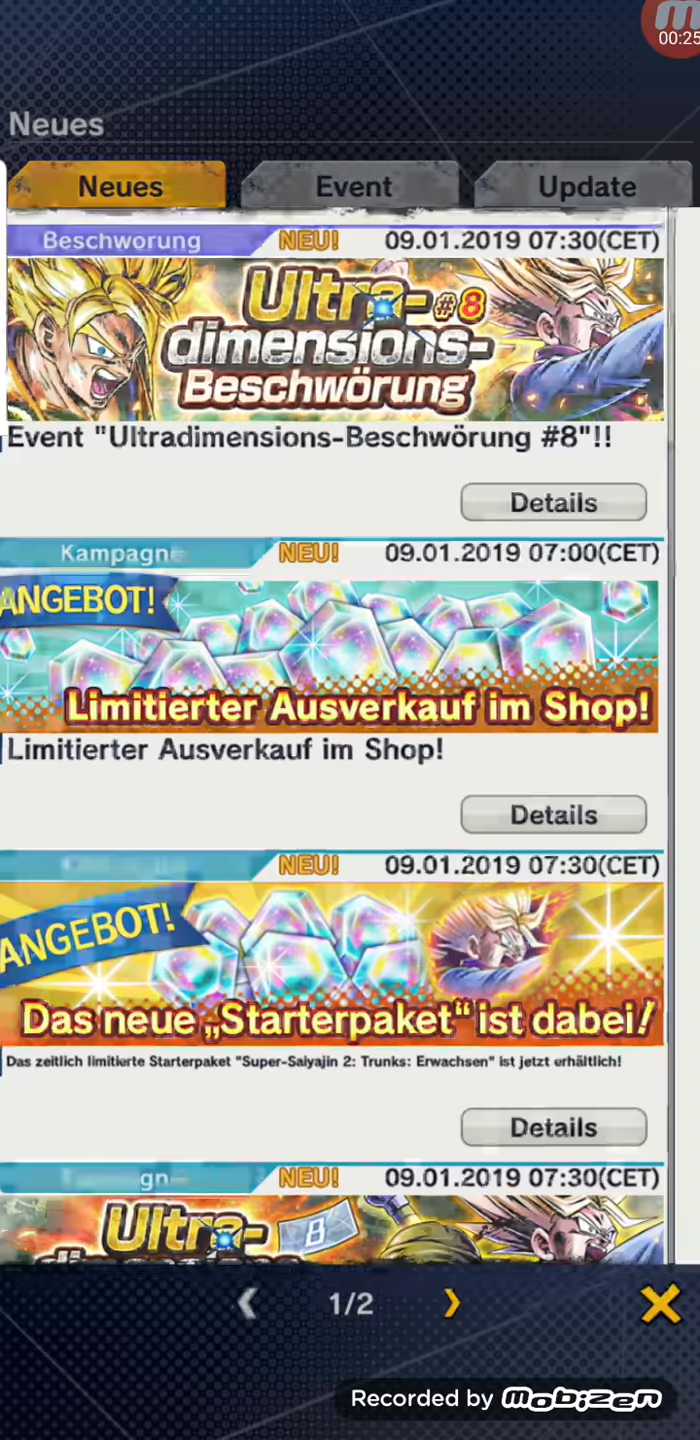 00:25
Neues
Neues Event Update
Beschwörung NEU! 09.01.2019 07:30(CET)
Ultra- #8
dimensions-
Beschwörung
Event "Ultradimensions-Beschwörung #8"!!
Details
Kampagne NEU! 09.01.2019 07:00(CET)
ANGEBOT!
Limitierter Ausverkauf im Shop!
Limitierter Ausverkauf im Shop!
Details
NEU! 09.01.2019 07:30(CET)
ANGEBOT!
Das neue „Starterpaket“ ist dabei!
Das zeitlich limitierte Starterpaket "Super-Saiyajin 2: Trunks: Erwachsen" ist jetzt erhältlich!
Details
gn NEU! 09.01.2019 07:30(CET)
Ultra- 8
1/2
Recorded by mobizen